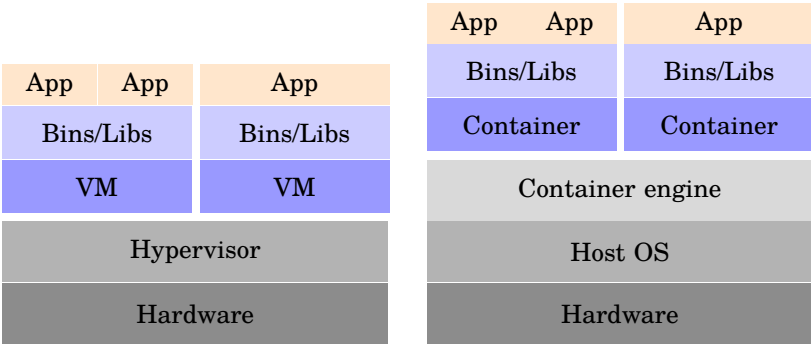 App App App
Bins/Libs Bins/Libs
VM VM
Hypervisor
Hardware
App App App
Bins/Libs Bins/Libs
Container Container
Container engine
Host OS
Hardware